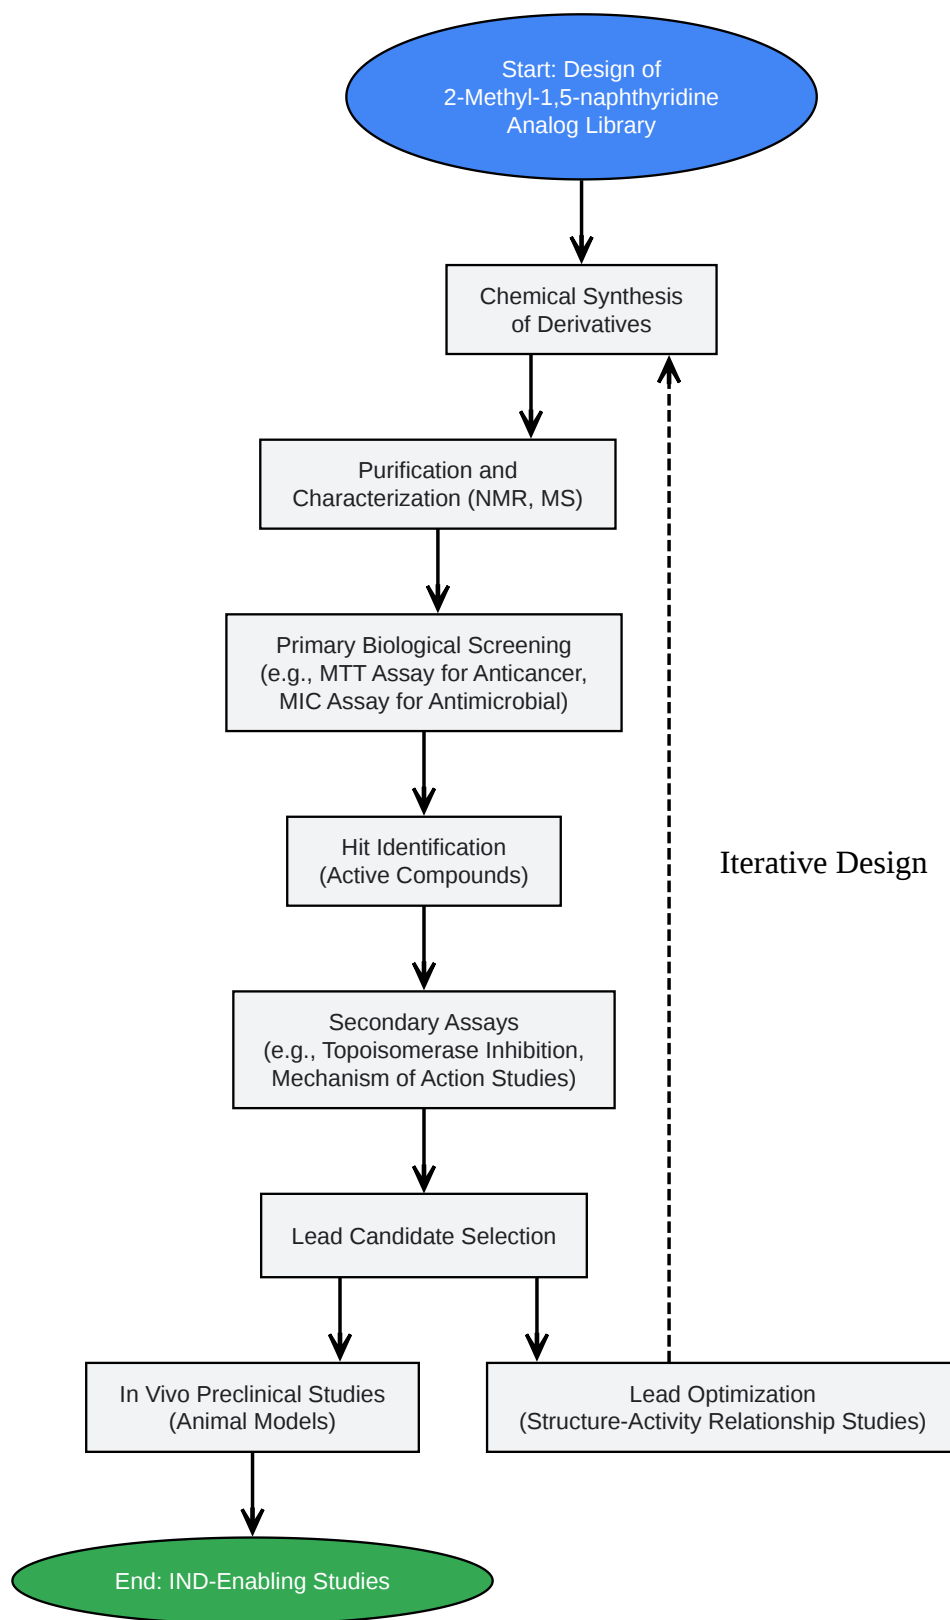 Start: Design of
2-Methyl-1,5-naphthyridine
Analog Library
Chemical Synthesis
of Derivatives
Purification and
Characterization (NMR, MS)
Primary Biological Screening
(e.g., MTT Assay for Anticancer,
MIC Assay for Antimicrobial)
Hit Identification
(Active Compounds)
Iterative Design
Secondary Assays
(e.g., Topoisomerase Inhibition,
Mechanism of Action Studies)
Lead Candidate Selection
In Vivo Preclinical Studies
(Animal Models)
Lead Optimization
(Structure-Activity Relationship Studies)
End: IND-Enabling Studies